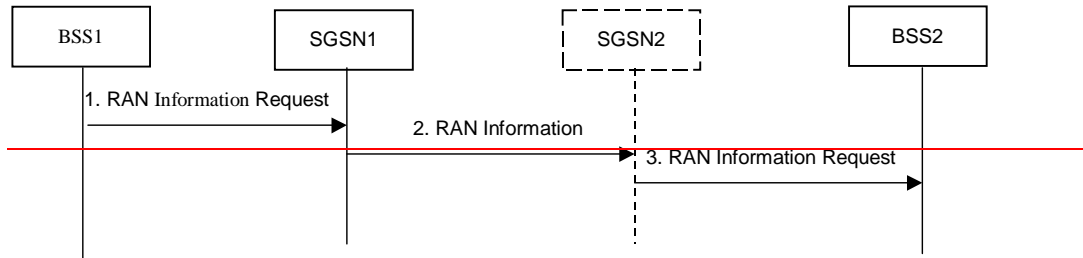 BSS1
SGSN1
SGSN2
BSS2
1. RAN Information Request
2. RAN Information
3. RAN Information Request